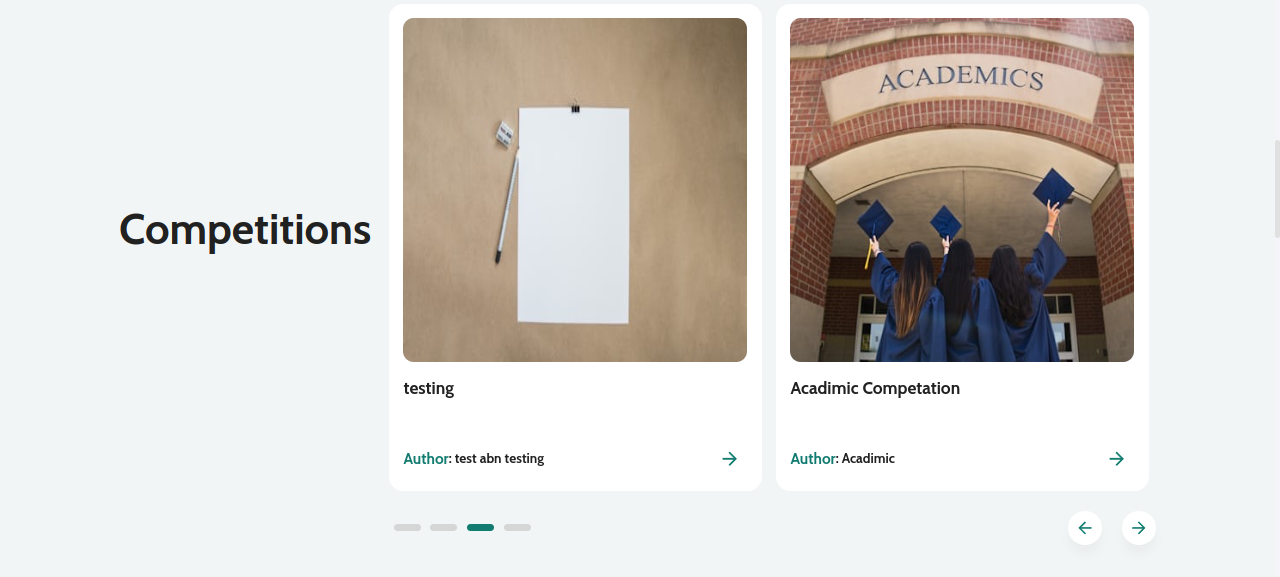 Competitions
ACADEMICS
testing
Acadimic Competation
Author: test abn testing
Author: Acadimic